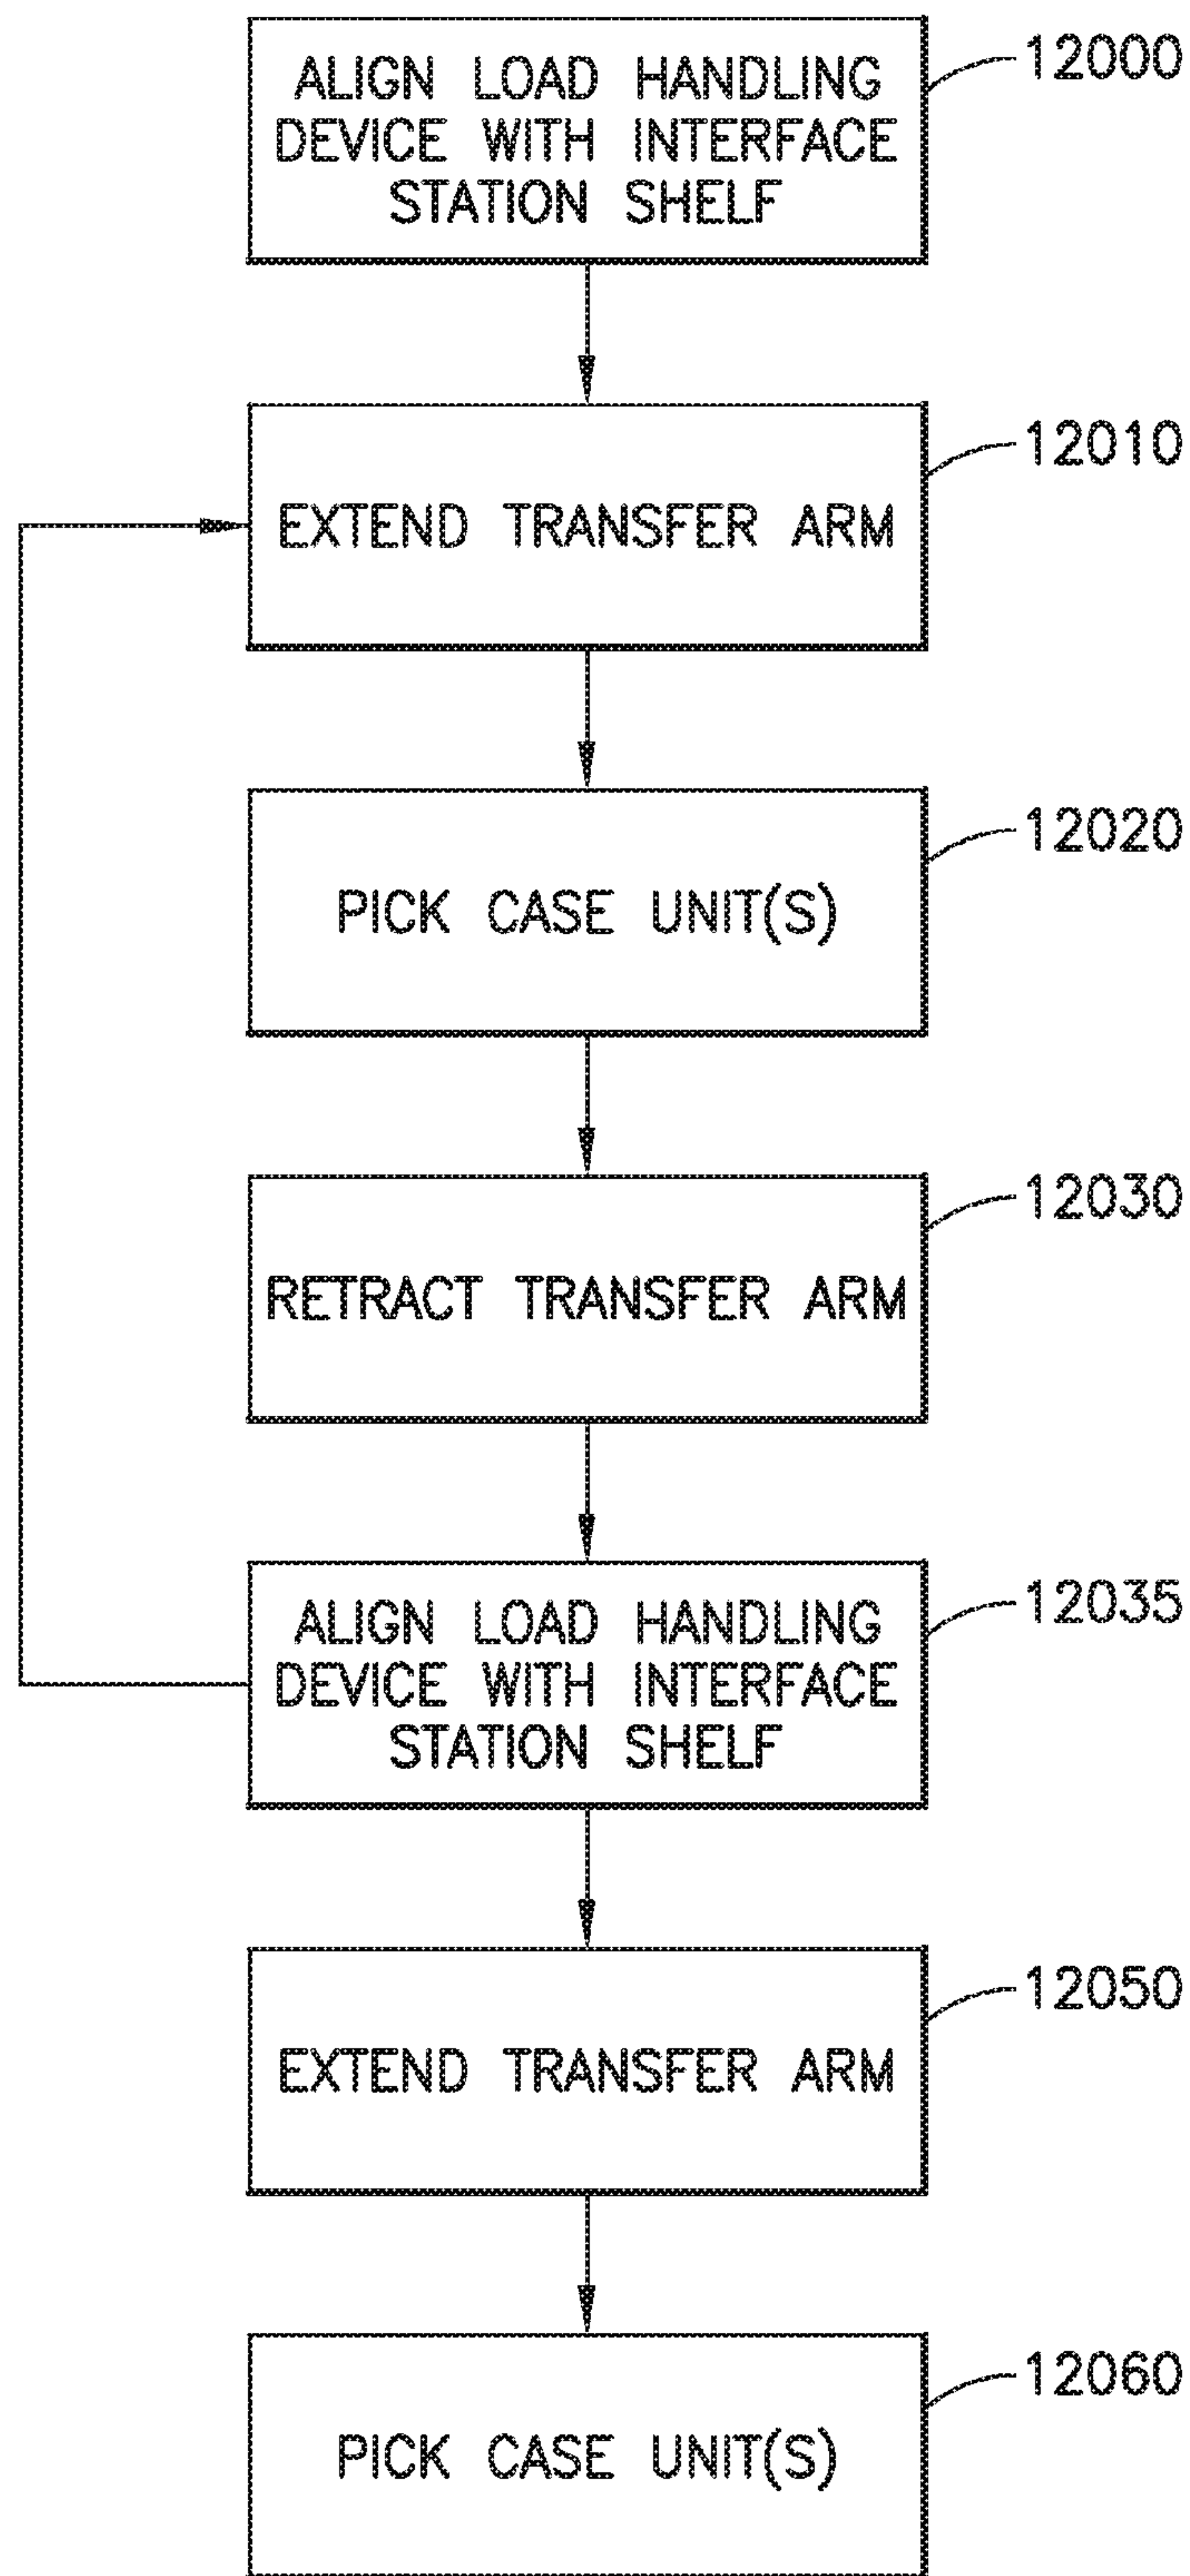 ALIGN LOAD HANDLING
DEVICE WITH INTERFACE
STATION SHELF
12000
EXTEND TRANSFER ARM
12010
PICK CASE UNIT(S)
12020
RETRACT TRANSFER ARM
12030
ALIGN LOAD HANDLING
DEVICE WITH INTERFACE
STATION SHELF
12035
EXTEND TRANSFER ARM
12050
PICK CASE UNIT(S)
12060